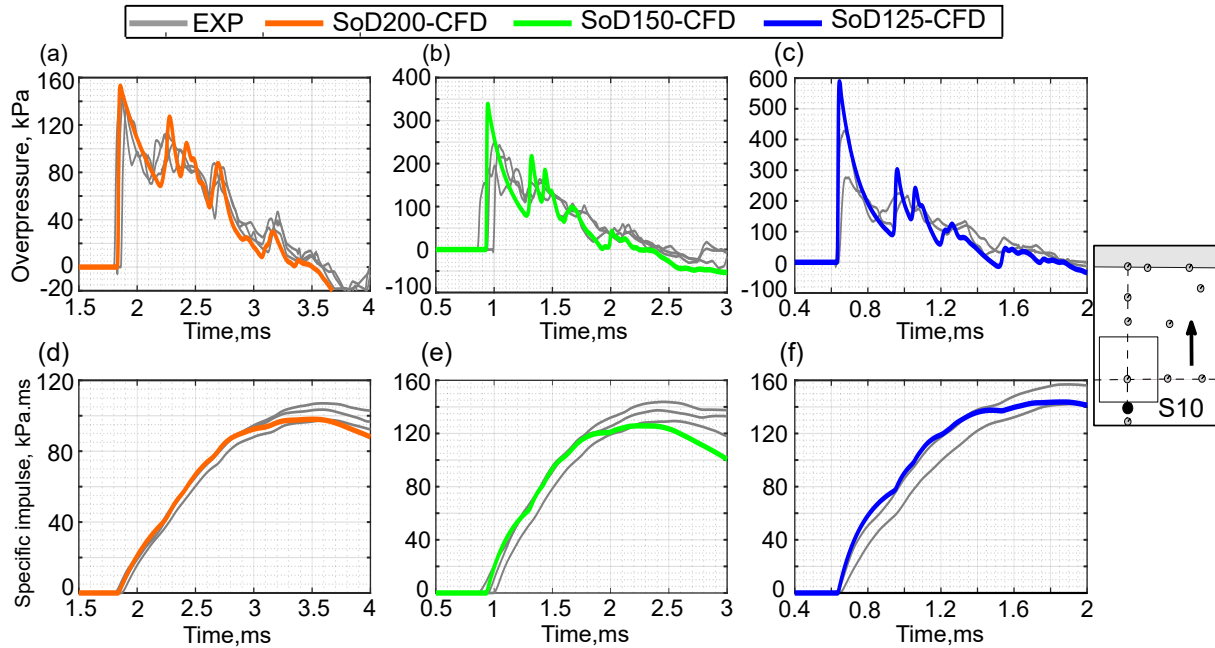 EXP SoD200-CFD SoD150-CFD SoD125-CFD
(a) (b) (c)
Overpressure, kPa
160
120
80
40
0
-20
1.5 2 2.5 3 3.5 4
Time,ms
400
300
200
100
0
-100
0.5 1 1.5 2 2.5 3
Time,ms
600
500
400
300
200
100
0
-100
0.4 0.8 1.2 1.6 2
Time,ms
(d) (e) (f)
Specific impulse, kPa.ms
120
80
40
0
1.5 2 2.5 3 3.5 4
Time,ms
160
120
80
40
0
0.5 1 1.5 2 2.5 3
Time,ms
160
120
80
40
0
0.4 0.8 1.2 1.6 2
Time,ms
S10